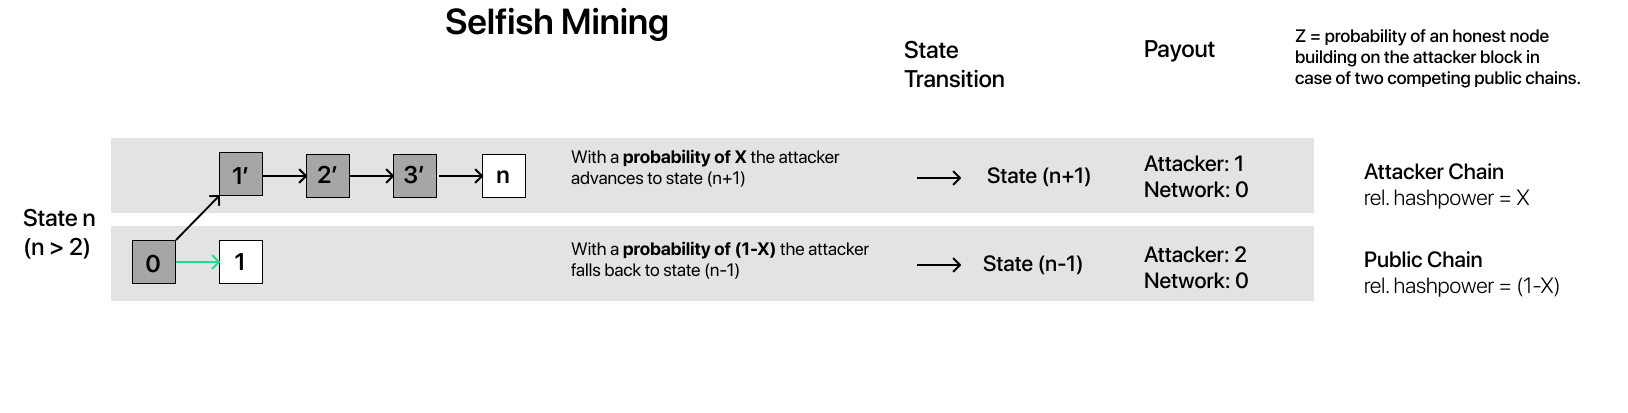 Selfish Mining
State
Transition
Payout
Z = probability of an honest node
building on the attacker block in
case of two competing public chains.
State n
(n > 2)
1′
2′
3′
n
With a probability of X the attacker
advances to state (n+1)
State (n+1)
Attacker: 1
Network: 0
Attacker Chain
rel. hashpower = X
0
1
With a probability of (1-X) the attacker
falls back to state (n-1)
State (n-1)
Attacker: 2
Network: 0
Public Chain
rel. hashpower = (1-X)